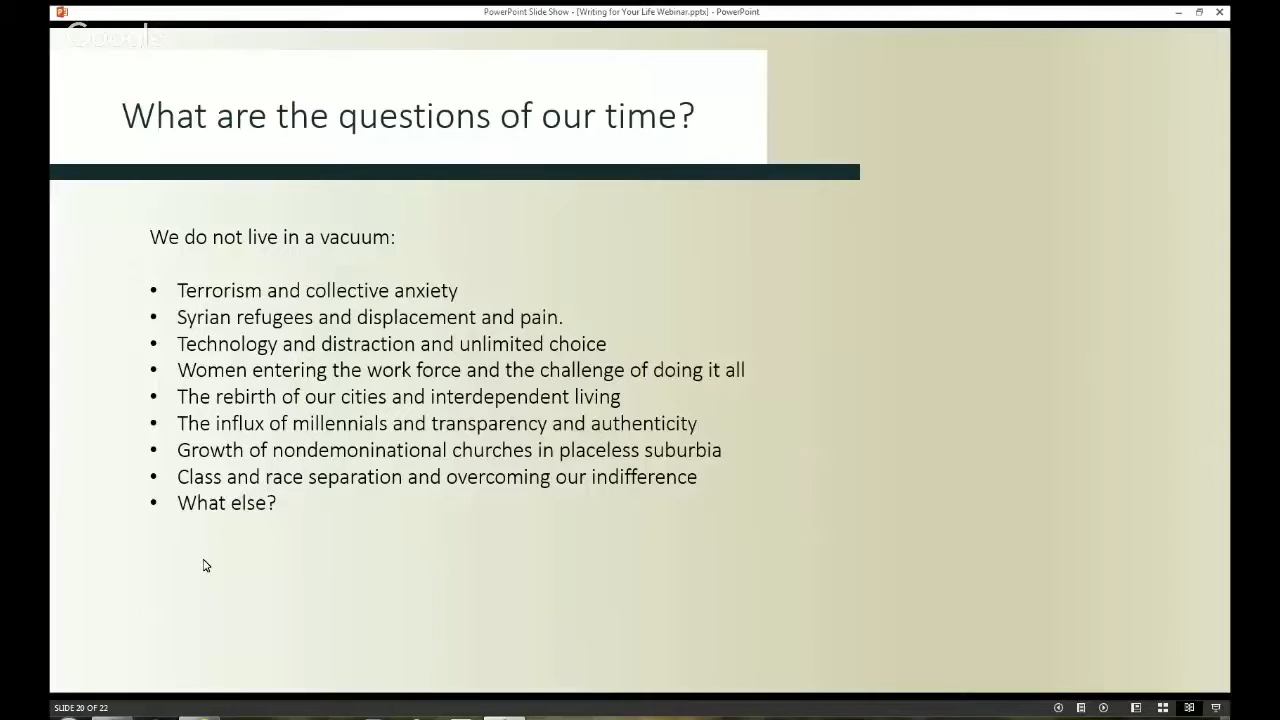 PowerPoint Slide Show - [Writing for Your Life Webinar.pptx] - PowerPoint
Google
What are the questions of our time?
We do not live in a vacuum:
• Terrorism and collective anxiety
• Syrian refugees and displacement and pain.
• Technology and distraction and unlimited choice
• Women entering the work force and the challenge of doing it all
• The rebirth of our cities and interdependent living
• The influx of millennials and transparency and authenticity
• Growth of nondemoninational churches in placeless suburbia
• Class and race separation and overcoming our indifference
• What else?
SLIDE 20 OF 22